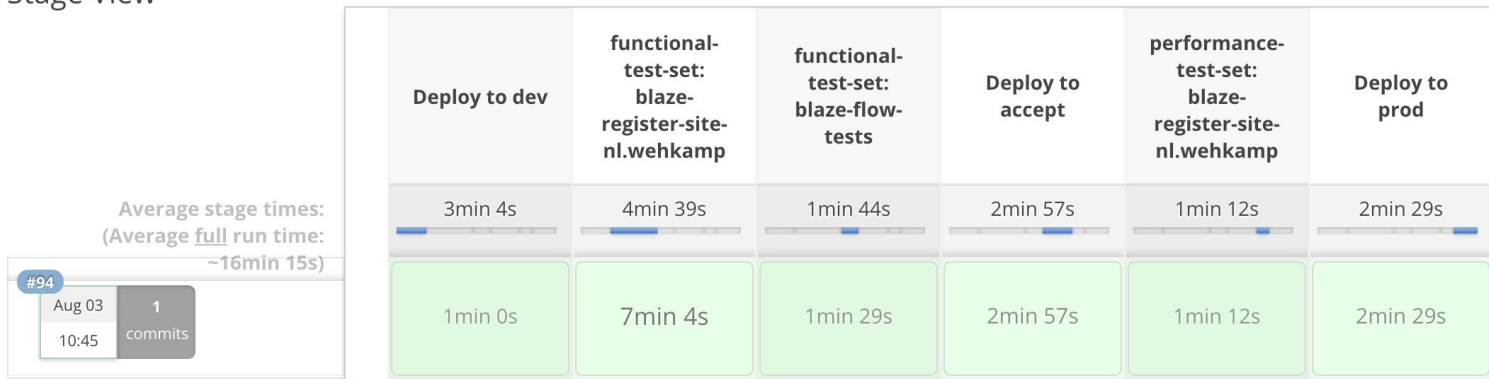 Stage View
Deploy to dev
functional-
test-set:
blaze-
register-site-
nl.wehkamp
functional-
test-set:
blaze-flow-
tests
Deploy to
accept
performance-
test-set:
blaze-
register-site-
nl.wehkamp
Deploy to
prod
Average stage times:
(Average full run time:
~16min 15s)
3min 4s
4min 39s
1min 44s
2min 57s
1min 12s
2min 29s
#94
Aug 03
10:45
1
commits
1min 0s
7min 4s
1min 29s
2min 57s
1min 12s
2min 29s